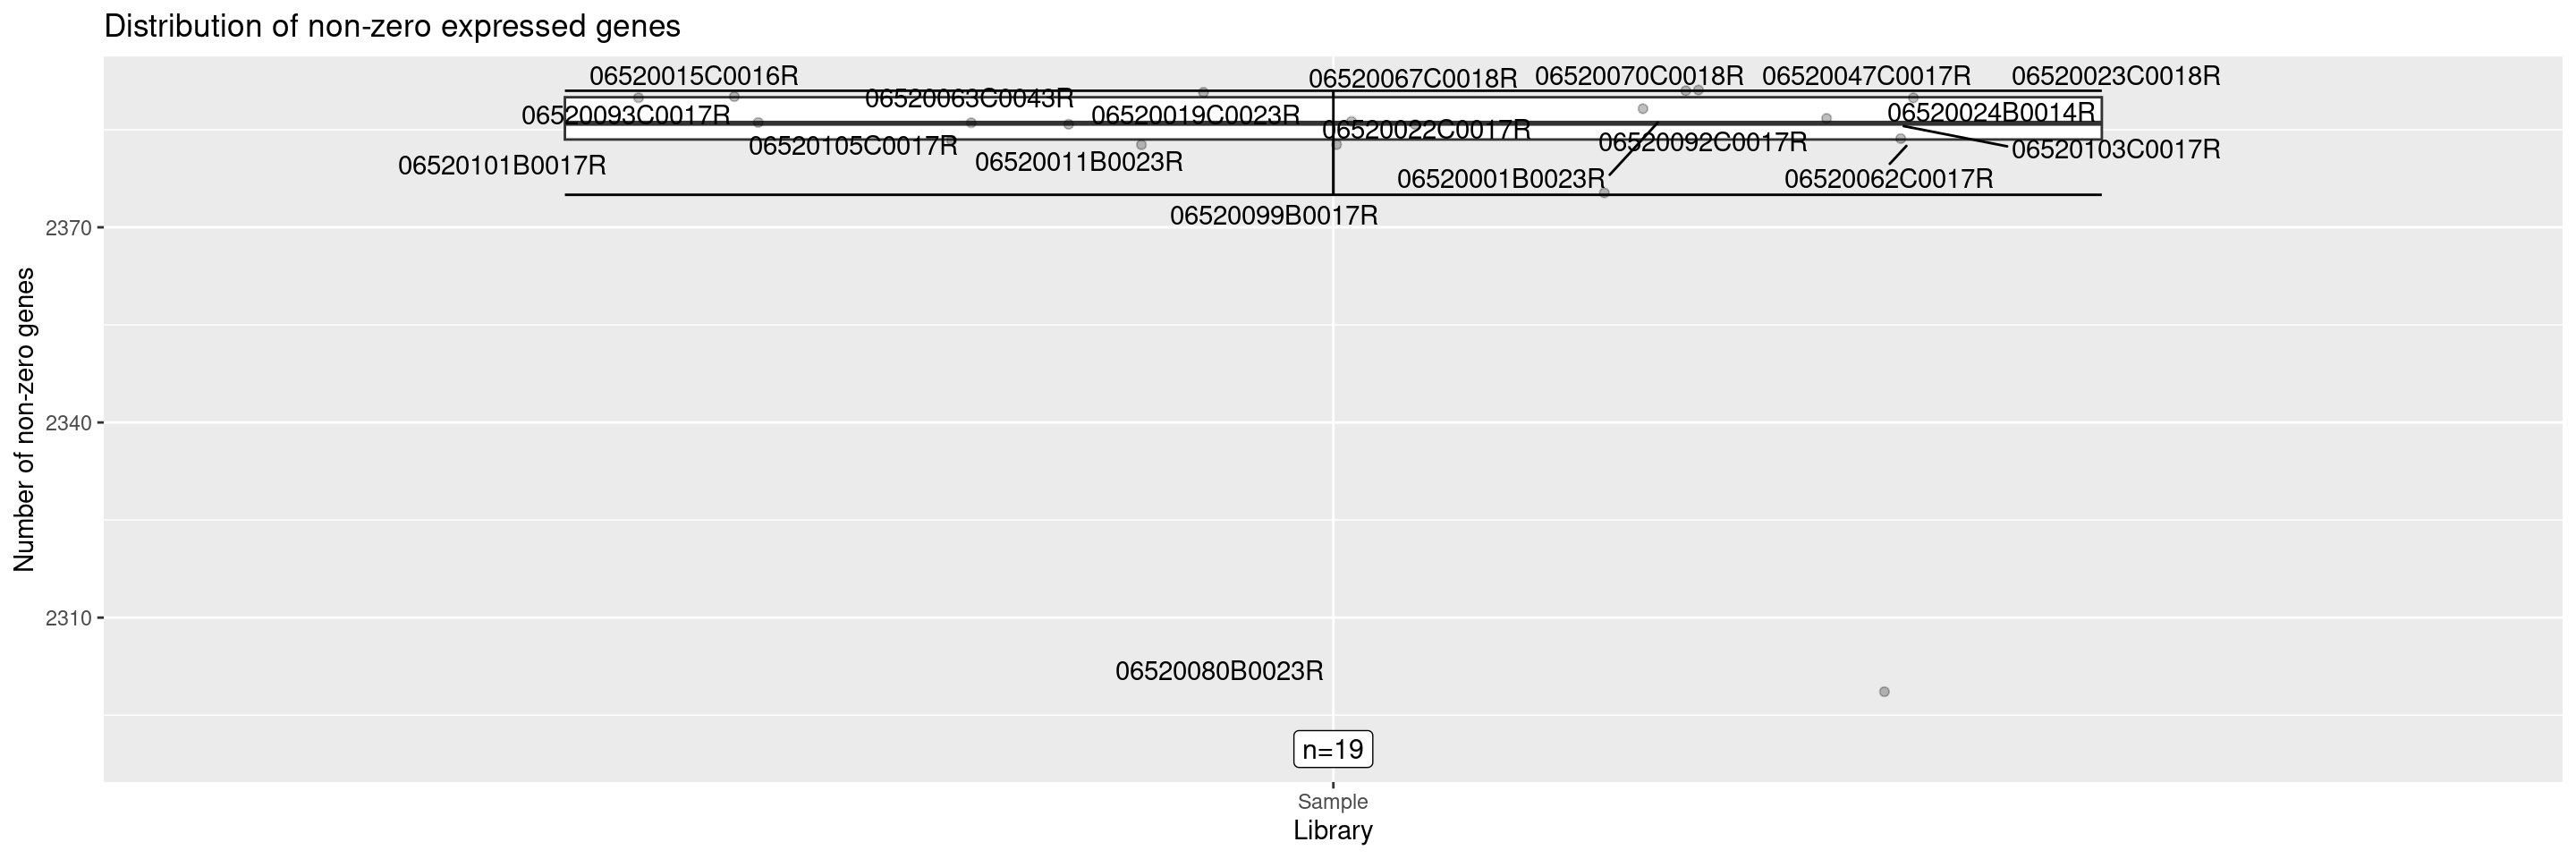 Distribution of non-zero expressed genes
06520015C0016R
06520067C0018R
06520070C0018R
06520047C0017R
06520023C0018R
06520063C0043R
06520093C0017R
06520019C0023R
06520024B0014R
06520022C0017R
06520105C0017R
06520092C0017R
06520103C0017R
06520101B0017R
06520011B0023R
06520001B0023R
06520062C0017R
06520099B0017R
2370
2340
2310
Number of non-zero genes
06520080B0023R
n=19
Sample
Library